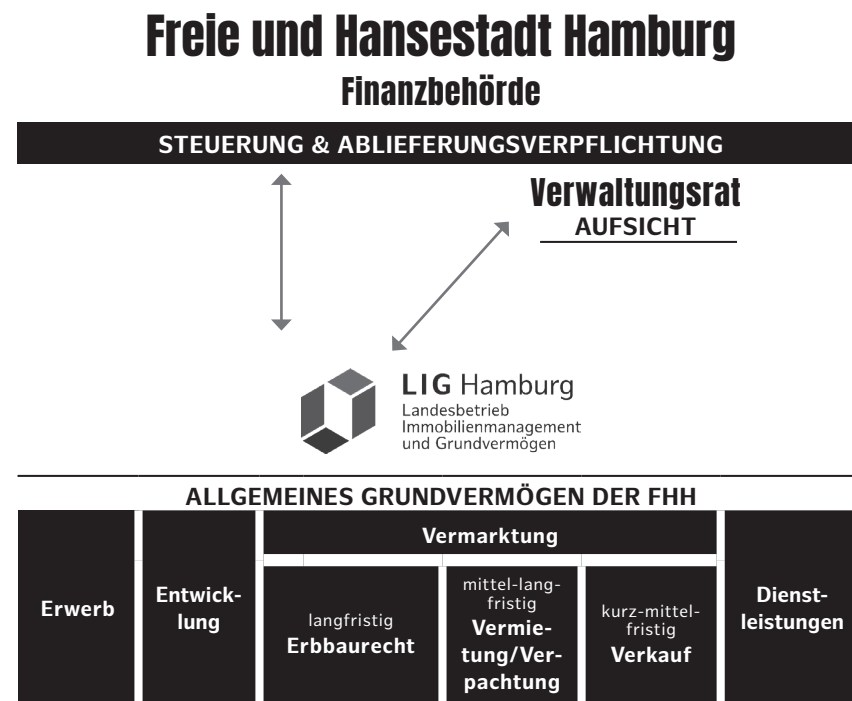 Freie und Hansestadt Hamburg
Finanzbehörde
STEUERUNG & ABLIEFERUNGSVERPFLICHTUNG
Verwaltungsrat
AUFSICHT
LIG Hamburg
Landesbetrieb
Immobilienmanagement
und Grundvermögen
ALLGEMEINES GRUNDVERMÖGEN DER FHH
Erwerb
Entwick-
lung
Vermarktung
langfristig
Erbbaurecht
mittel-lang-
fristig
Vermie-
tung/Ver-
pachtung
kurz-mittel-
fristig
Verkauf
Dienst-
leistungen